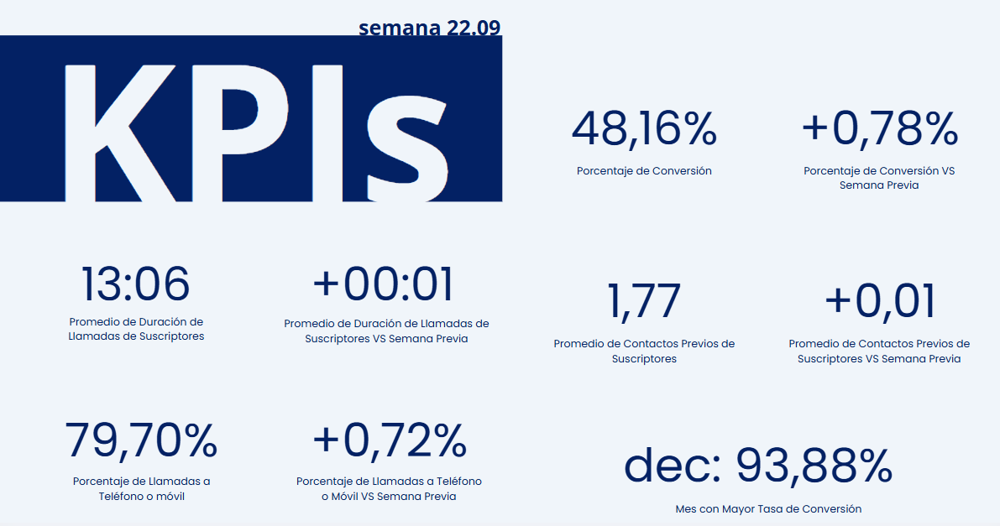 semana 22.09
KPIs
48,16%
Porcentaje de Conversión
+0,78%
Porcentaje de Conversión VS
Semana Previa
13:06
Promedio de Duración de
Llamadas de Suscriptores
+00:01
Promedio de Duración de Llamadas de
Suscriptores VS Semana Previa
1,77
Promedio de Contactos Previos de
Suscriptores
+0,01
Promedio de Contactos Previos de
Suscriptores VS Semana Previa
79,70%
Porcentaje de Llamadas a
Teléfono o móvil
+0,72%
Porcentaje de Llamadas a Teléfono
o Móvil VS Semana Previa
dec: 93,88%
Mes con Mayor Tasa de Conversión